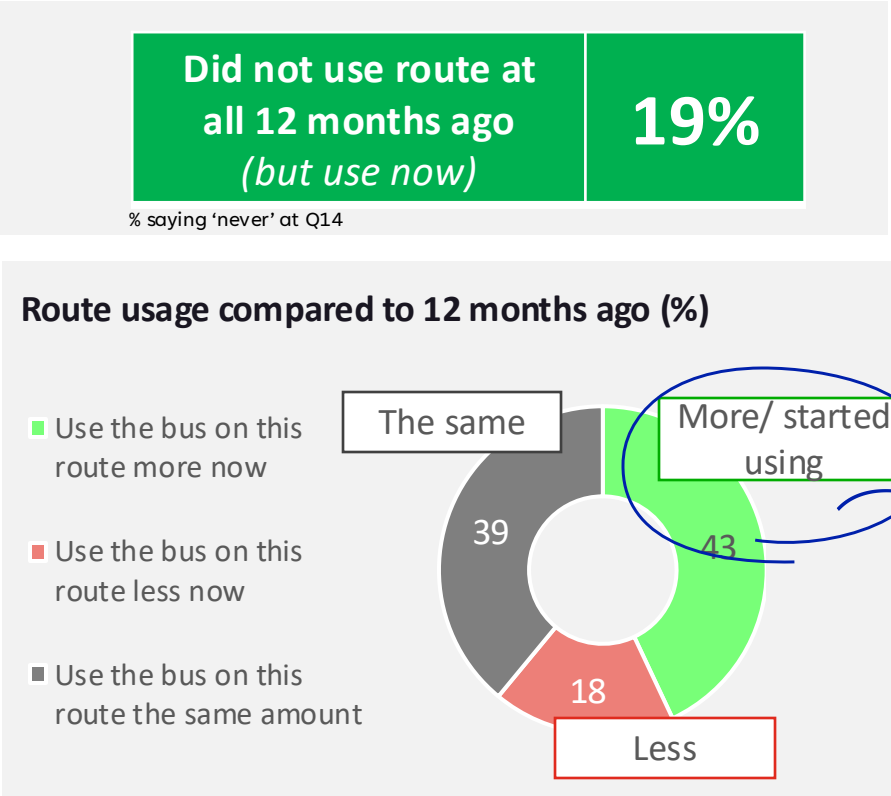 Did not use route at
all 12 months ago
(but use now)
19%
% saying ‘never’ at Q14
Route usage compared to 12 months ago (%)
Use the bus on this
route more now
Use the bus on this
route less now
Use the bus on this
route the same amount
The same
More/ started
using
39
43
18
Less